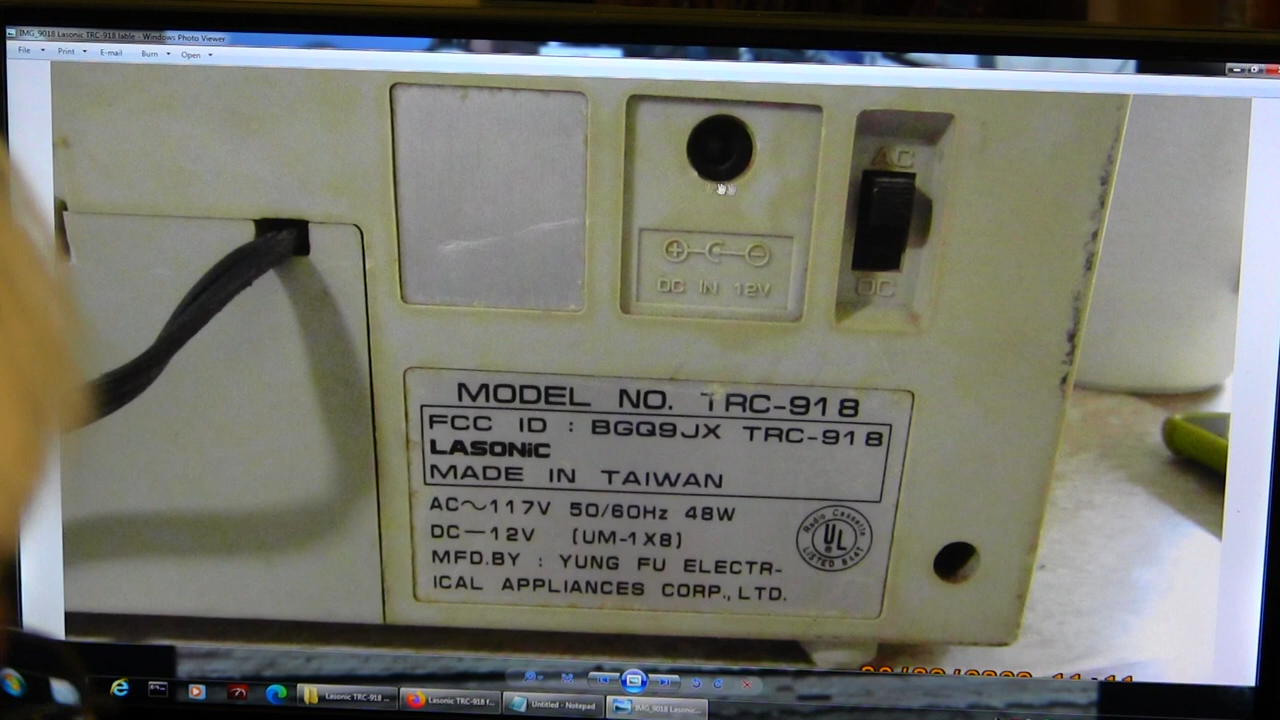 IMG_9018 Lasonic TRC-918 lable - Windows Photo Viewer
File Print E-mail Burn Open
AC
DC IN 12V
DC
MODEL NO. TRC-918
FCC ID : BGQ9JX TRC-918
LASONiC
MADE IN TAIWAN
AC～117V 50/60Hz 48W
DC—12V (UM-1X8)
MFD.BY : YUNG FU ELECTR-
ICAL APPLIANCES CORP., LTD.
Radio Cassette
UL
LISTED
Lasonic TRC-918 ...
Lasonic TRC-918 f...
Untitled - Notepad
IMG_9018 Lasonic...